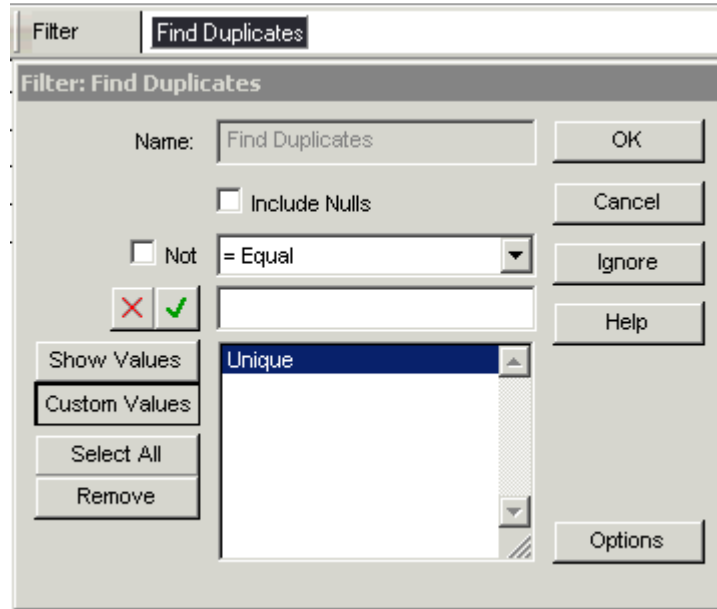 Filter Find Duplicates
Filter: Find Duplicates
Name: Find Duplicates OK
Include Nulls Cancel
Not = Equal Ignore
Help
Show Values Unique
Custom Values
Select All
Remove
Options